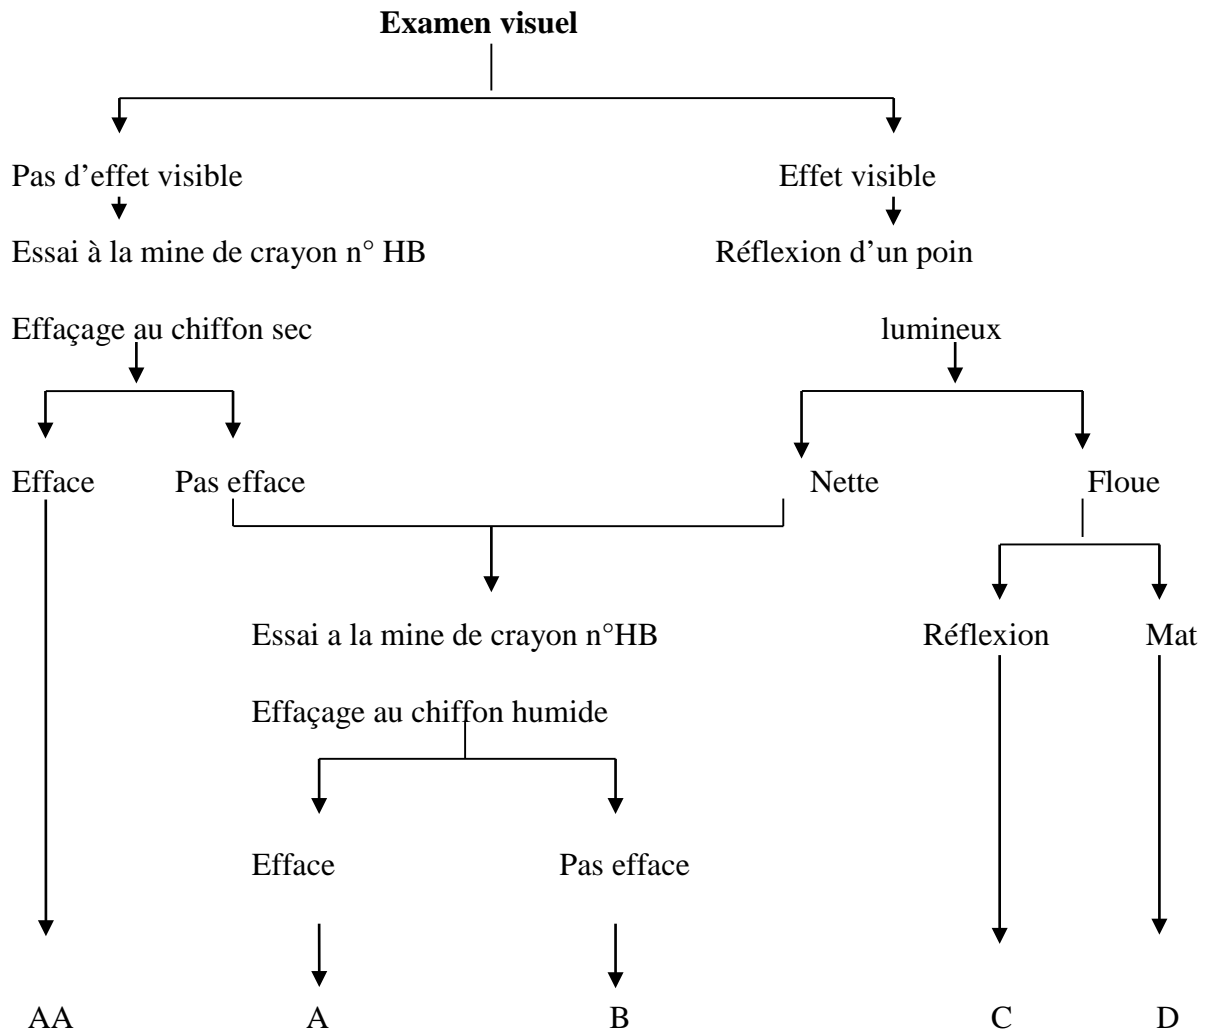 Examen visuel
Pas d'effet visible
Effet visible
Essai à la mine de crayon n° HB
Réflexion d'un poin
Effaçage au chiffon sec
lumineux
Efface
Pas efface
Nette
Floue
Essai a la mine de crayon n°HB
Réflexion
Mat
Effaçage au chiffon humide
Efface
Pas efface
AA
A
B
C
D